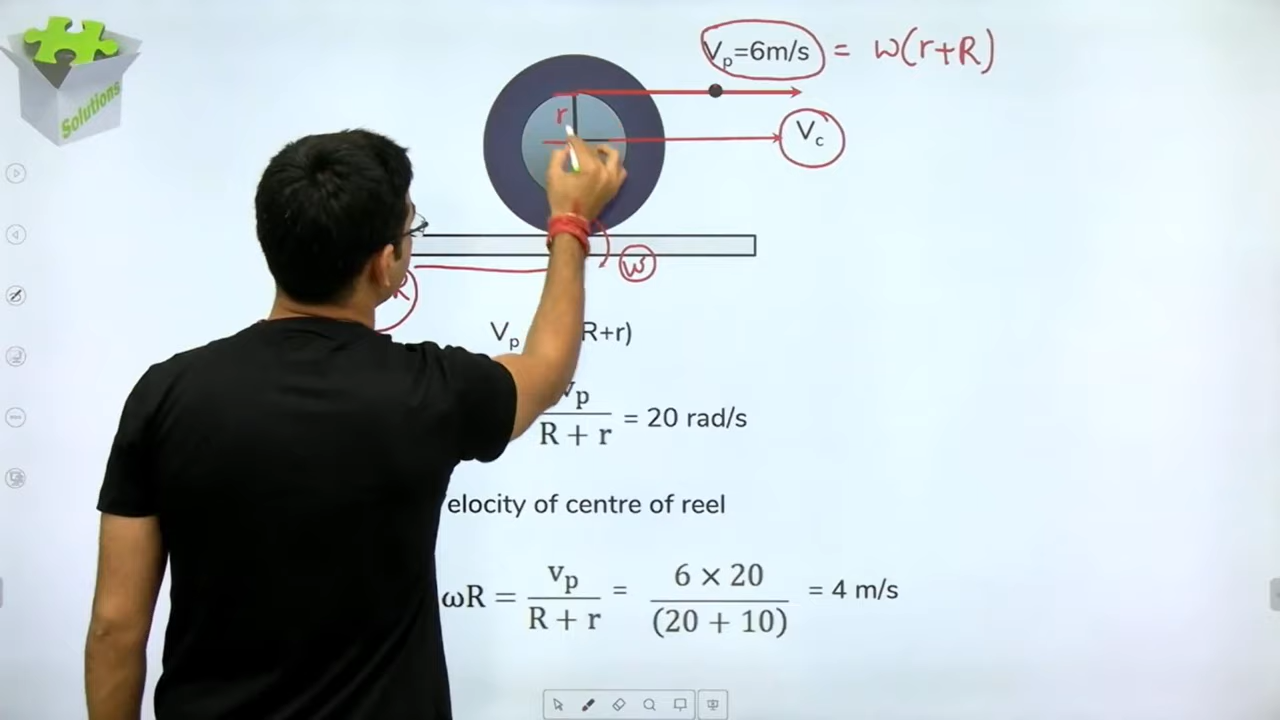 Solutions
Vₚ=6m/s = w(r+R)
r
V꜀
w
R
Vₚ R+r)
vₚ
R + r
= 20 rad/s
elocity of centre of reel
ωR = vₚ / R + r = 6 × 20 / (20 + 10) = 4 m/s